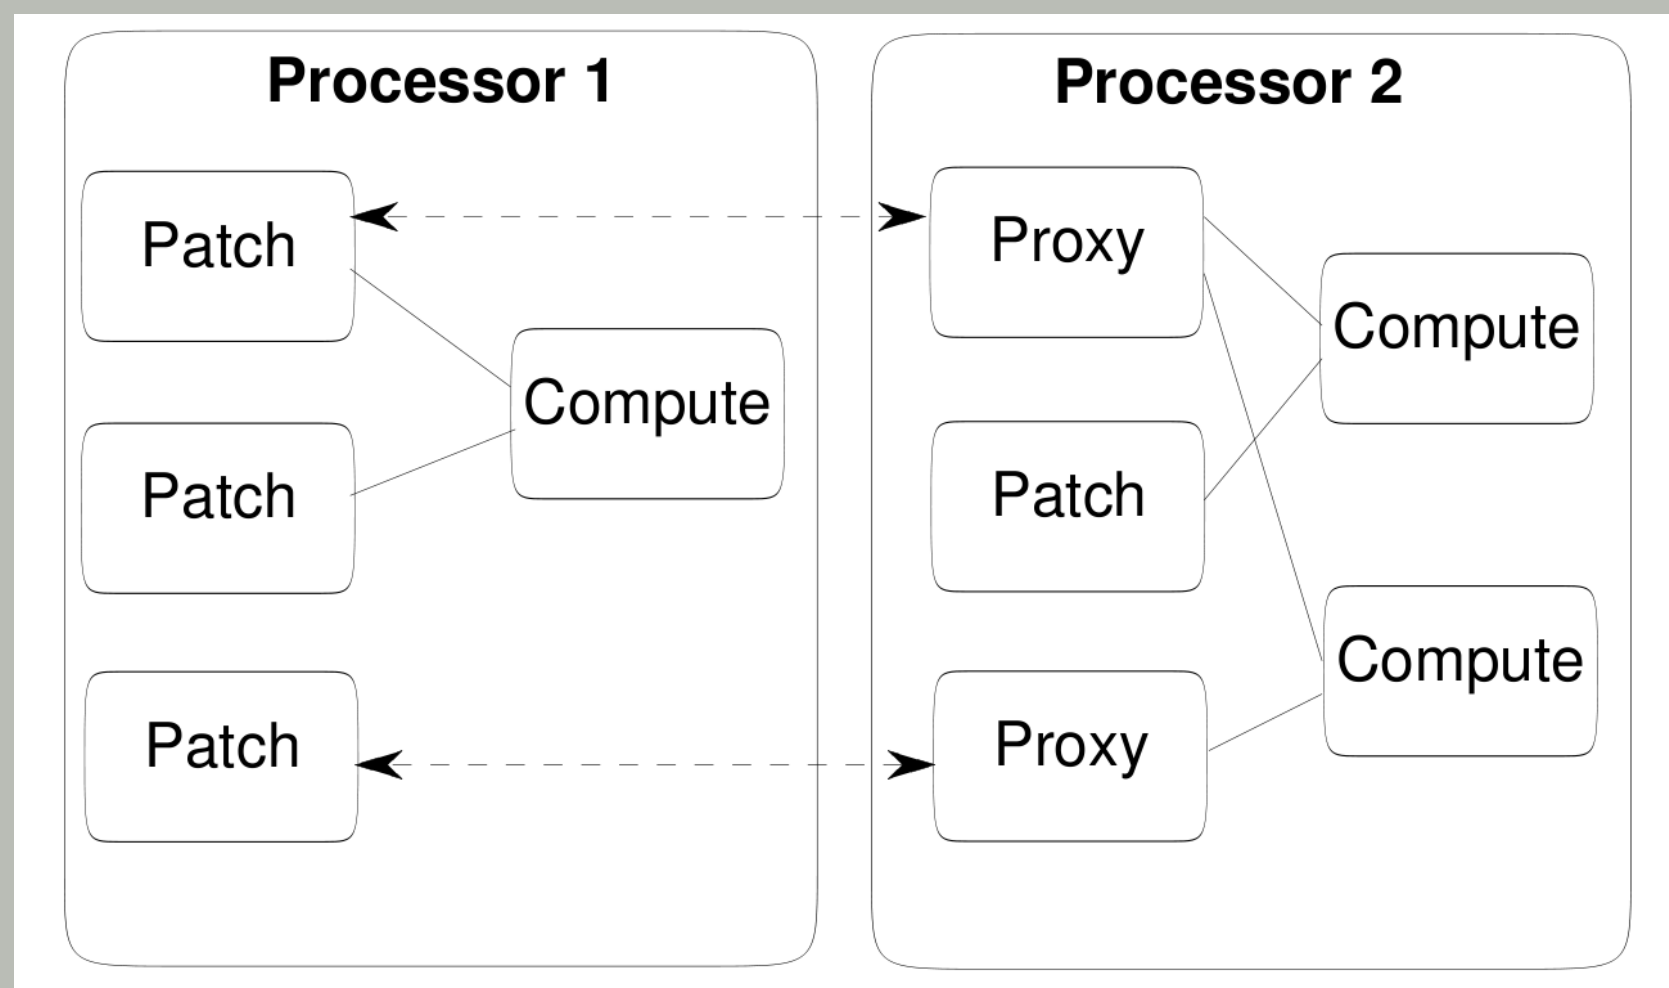 Processor 1
Patch
Patch
Compute
Patch
Processor 2
Proxy
Compute
Patch
Compute
Proxy